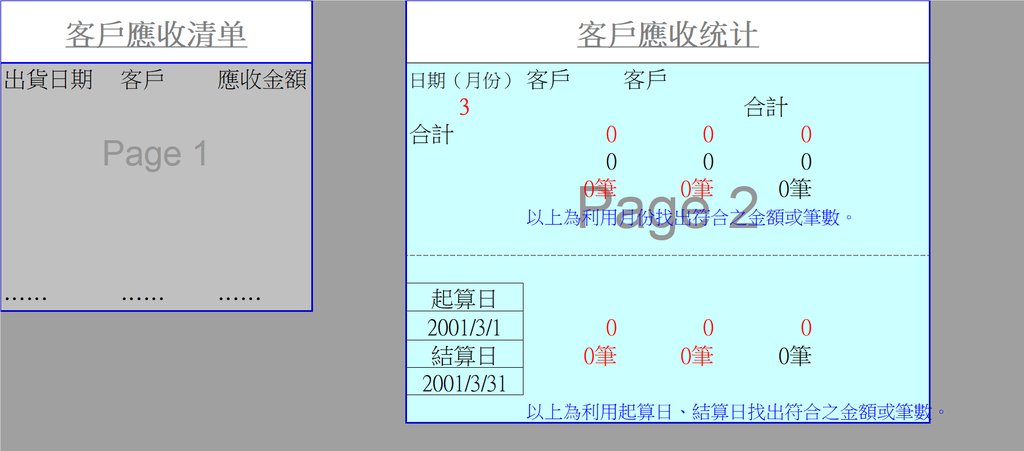 客戶應收清单
出貨日期 客戶 應收金額
Page 1
...... ...... ......
客戶應收统计
日期（月份） 客戶 客戶
3 合計
合計 0 0 0
0 0 0
0筆 0筆 0筆
Page 2
以上為利用月份找出符合之金額或筆數。
起算日
2001/3/1 0 0 0
結算日 0筆 0筆 0筆
2001/3/31
以上為利用起算日、結算日找出符合之金額或筆數。